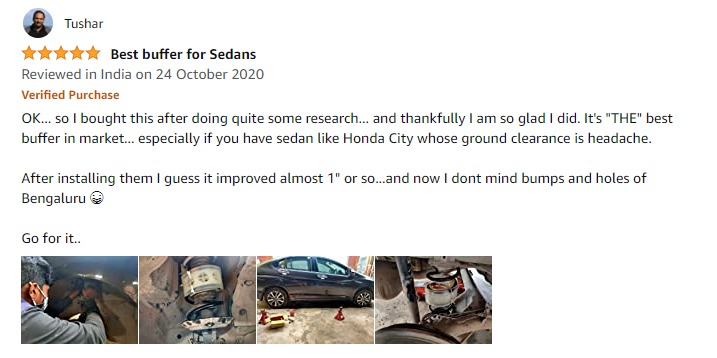 Tushar
Best buffer for Sedans
Reviewed in India on 24 October 2020
Verified Purchase
OK... so I bought this after doing quite some research... and thankfully I am so glad I did. It's "THE" best
buffer in market... especially if you have sedan like Honda City whose ground clearance is headache.
After installing them I guess it improved almost 1" or so...and now I dont mind bumps and holes of
Bengaluru 😂
Go for it..